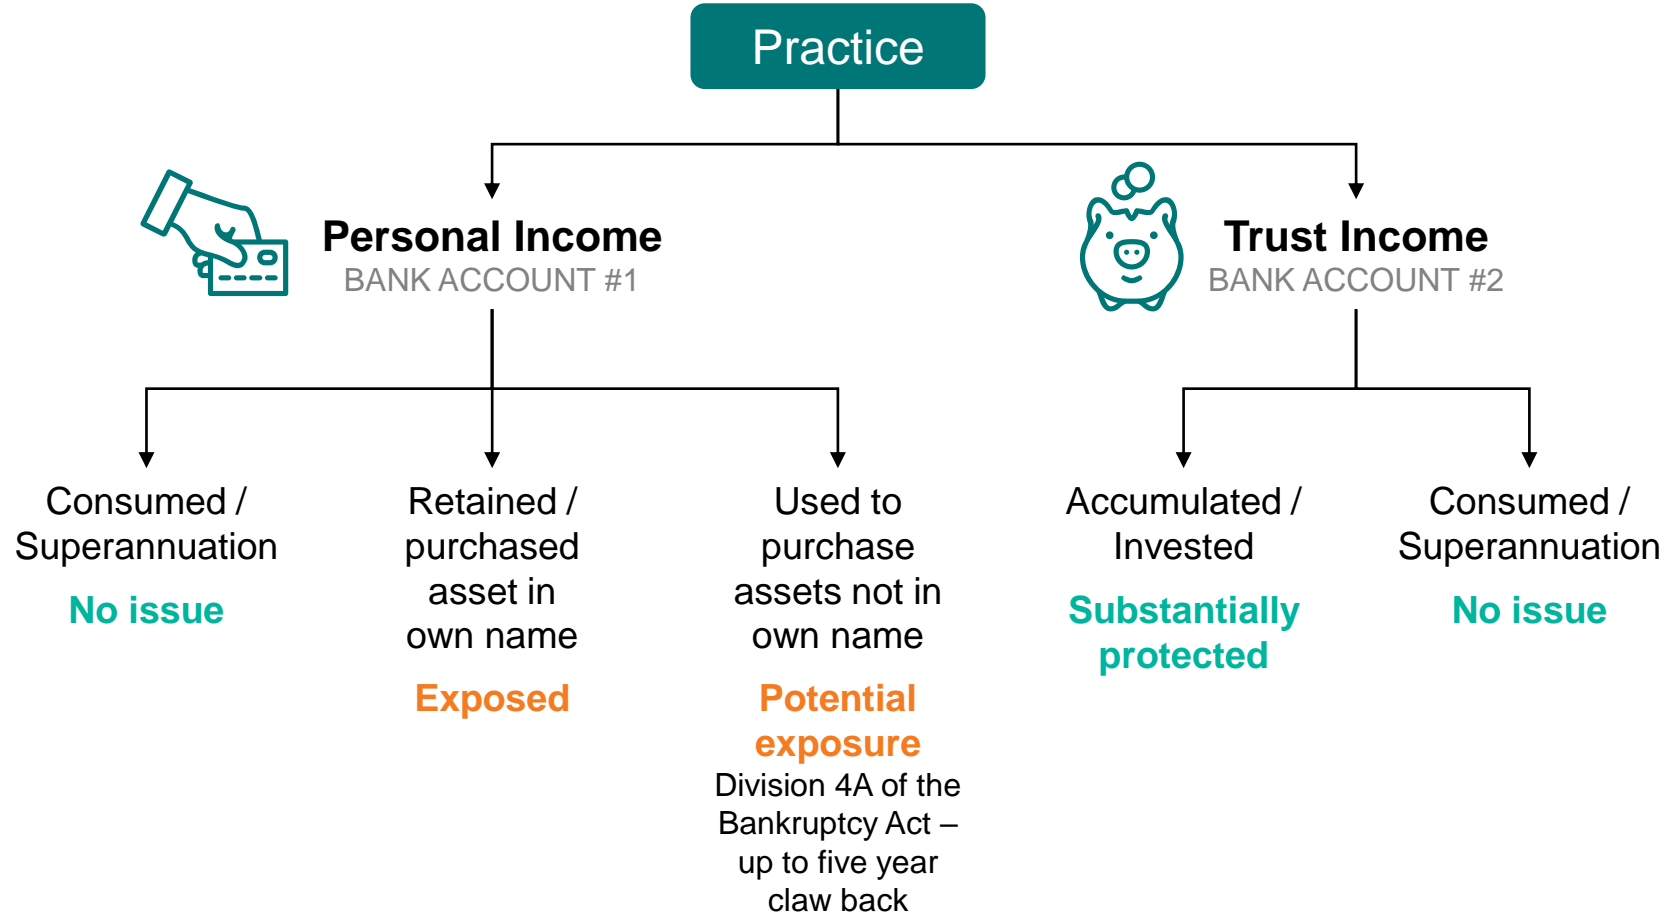 Practice
Personal Income
BANK ACCOUNT #1
Trust Income
BANK ACCOUNT #2
Consumed /
Superannuation
No issue
Retained /
purchased
asset in
own name
Exposed
Used to
purchase
assets not in
own name
Potential
exposure
Division 4A of the
Bankruptcy Act –
up to five year
claw back
Accumulated /
Invested
Substantially
protected
Consumed /
Superannuation
No issue